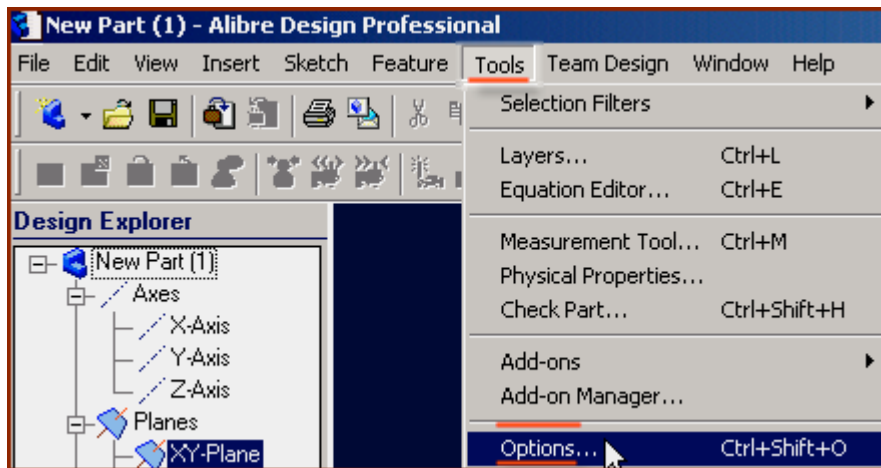 New Part (1) - Alibre Design Professional
File Edit View Insert Sketch Feature Tools Team Design Window Help
Selection Filters
Layers... Ctrl+L
Equation Editor... Ctrl+E
Design Explorer
Measurement Tool... Ctrl+M
New Part (1)
Physical Properties...
Axes
Check Part... Ctrl+Shift+H
X-Axis
Y-Axis
Add-ons
Z-Axis
Add-on Manager...
Planes
XY-Plane
Options... Ctrl+Shift+O